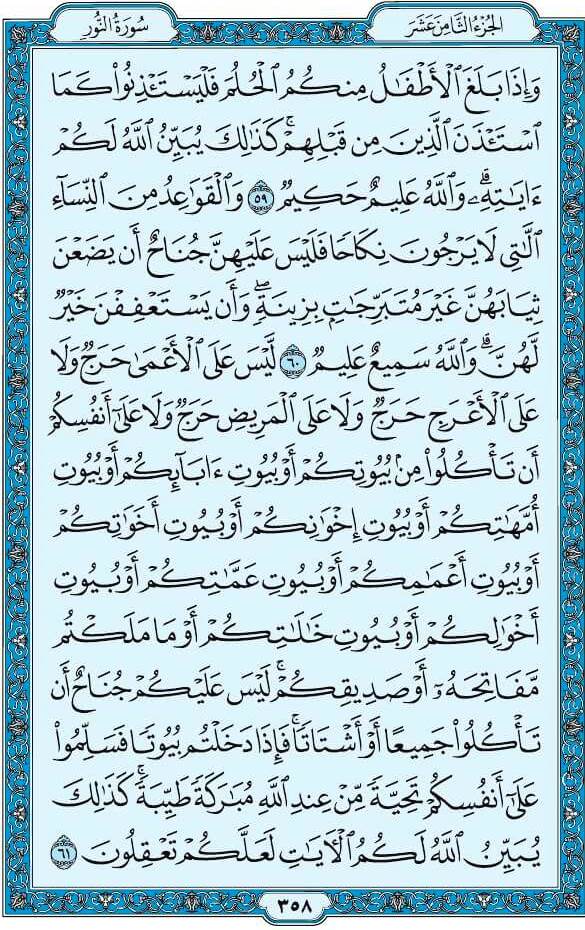 الجزء الثامن عشر
سورة النور
وَإِذَا بَلَغَ ٱلْأَطْفَٰلُ مِنكُمُ ٱلْحُلُمَ فَلْيَسْتَـْٔذِنُوا۟ كَمَا
ٱسْتَـْٔذَنَ ٱلَّذِينَ مِن قَبْلِهِمْ ۚ كَذَٰلِكَ يُبَيِّنُ ٱللَّهُ لَكُمْ
ءَايَٰتِهِۦ ۗ وَٱللَّهُ عَلِيمٌ حَكِيمٌ ٥٩ وَٱلْقَوَٰعِدُ مِنَ ٱلنِّسَآءِ
ٱلَّٰتِى لَا يَرْجُونَ نِكَاحًا فَلَيْسَ عَلَيْهِنَّ جُنَاحٌ أَن يَضَعْنَ
ثِيَابَهُنَّ غَيْرَ مُتَبَرِّجَٰتٍۭ بِزِينَةٍ ۖ وَأَن يَسْتَعْفِفْنَ خَيْرٌ
لَّهُنَّ ۗ وَٱللَّهُ سَمِيعٌ عَلِيمٌ ٦٠ لَّيْسَ عَلَى ٱلْأَعْمَىٰ حَرَجٌ وَلَا
عَلَى ٱلْأَعْرَجِ حَرَجٌ وَلَا عَلَى ٱلْمَرِيضِ حَرَجٌ وَلَا عَلَىٰٓ أَنفُسِكُمْ
أَن تَأْكُلُوا۟ مِنۢ بُيُوتِكُمْ أَوْ بُيُوتِ ءَابَآئِكُمْ أَوْ بُيُوتِ
أُمَّهَٰتِكُمْ أَوْ بُيُوتِ إِخْوَٰنِكُمْ أَوْ بُيُوتِ أَخَوَٰتِكُمْ
أَوْ بُيُوتِ أَعْمَٰمِكُمْ أَوْ بُيُوتِ عَمَّٰتِكُمْ أَوْ بُيُوتِ
أَخْوَٰلِكُمْ أَوْ بُيُوتِ خَٰلَٰتِكُمْ أَوْ مَا مَلَكْتُم
مَّفَاتِحَهُۥٓ أَوْ صَدِيقِكُمْ ۚ لَيْسَ عَلَيْكُمْ جُنَاحٌ أَن
تَأْكُلُوا۟ جَمِيعًا أَوْ أَشْتَاتًا ۚ فَإِذَا دَخَلْتُم بُيُوتًا فَسَلِّمُوا۟
عَلَىٰٓ أَنفُسِكُمْ تَحِيَّةً مِّنْ عِندِ ٱللَّهِ مُبَٰرَكَةً طَيِّبَةً ۚ كَذَٰلِكَ
يُبَيِّنُ ٱللَّهُ لَكُمُ ٱلْءَايَٰتِ لَعَلَّكُمْ تَعْقِلُونَ ٦١
٣٥٨